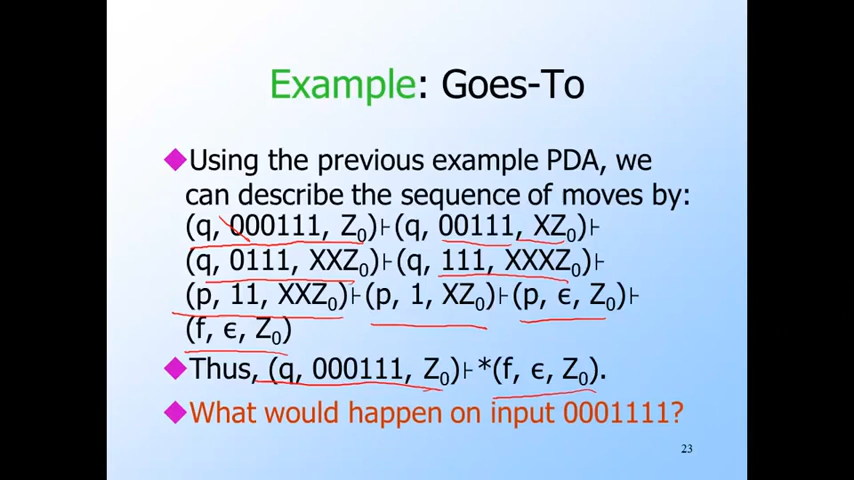 Example: Goes-To
◆Using the previous example PDA, we
can describe the sequence of moves by:
(q, 000111, Z₀)⊦(q, 00111, XZ₀)⊦
(q, 0111, XXZ₀)⊦(q, 111, XXXZ₀)⊦
(p, 11, XXZ₀)⊦(p, 1, XZ₀)⊦(p, ε, Z₀)⊦
(f, ε, Z₀)
◆Thus, (q, 000111, Z₀)⊦*(f, ε, Z₀).
◆What would happen on input 0001111?
23